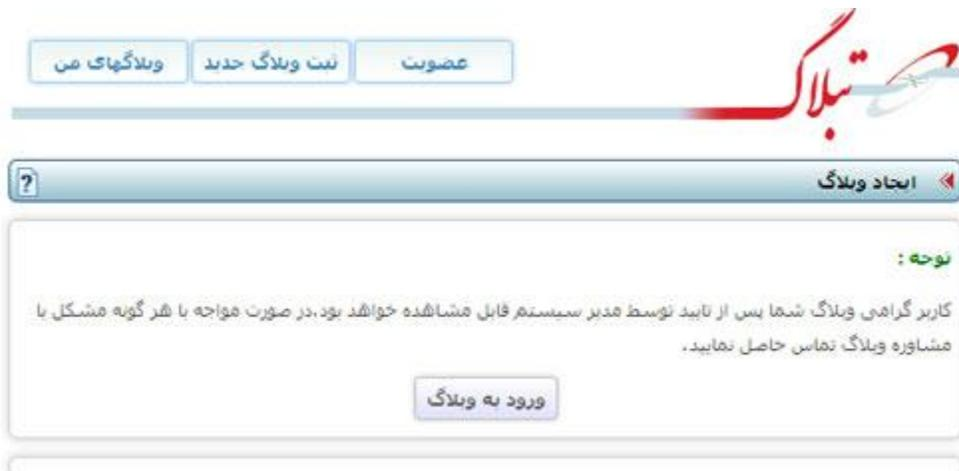 تبلاگ
عضویت
ثبت وبلاگ جدید
وبلاگهای من
ایجاد وبلاگ
?
توجه :
کاربر گرامی وبلاگ شما پس از تایید توسط مدیر سیستم قابل مشاهده خواهد بود.در صورت مواجه با هر گونه مشکل با
مشاوره وبلاگ تماس حاصل نمایید.
ورود به وبلاگ